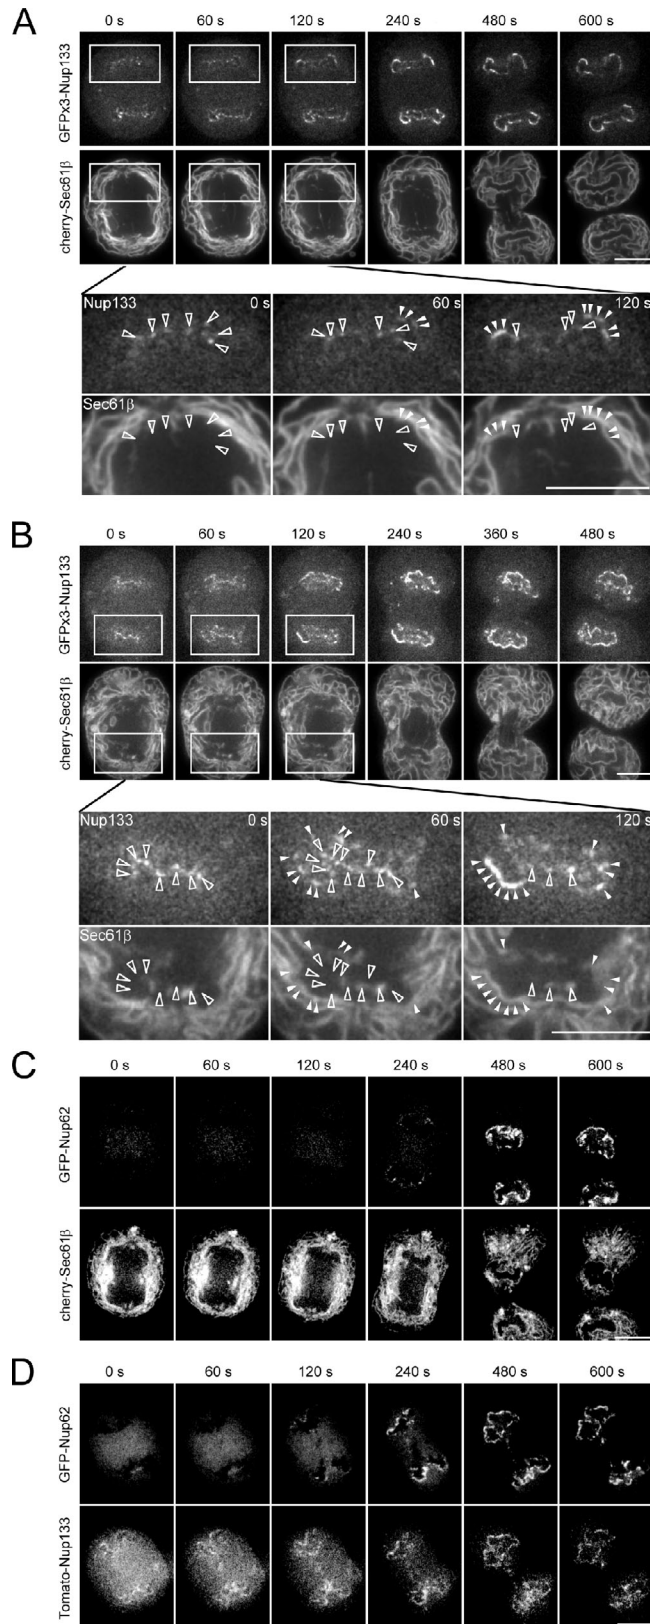 A
0 s 60 s 120 s 240 s 480 s 600 s
GFPx3-Nup133
cherry-Sec61β
Nup133 0 s 60 s 120 s
Sec61β
B
0 s 60 s 120 s 240 s 360 s 480 s
GFPx3-Nup133
cherry-Sec61β
Nup133 0 s 60 s 120 s
Sec61β
C
0 s 60 s 120 s 240 s 480 s 600 s
GFP-Nup62
cherry-Sec61β
D
0 s 60 s 120 s 240 s 480 s 600 s
GFP-Nup62
Tomato-Nup133